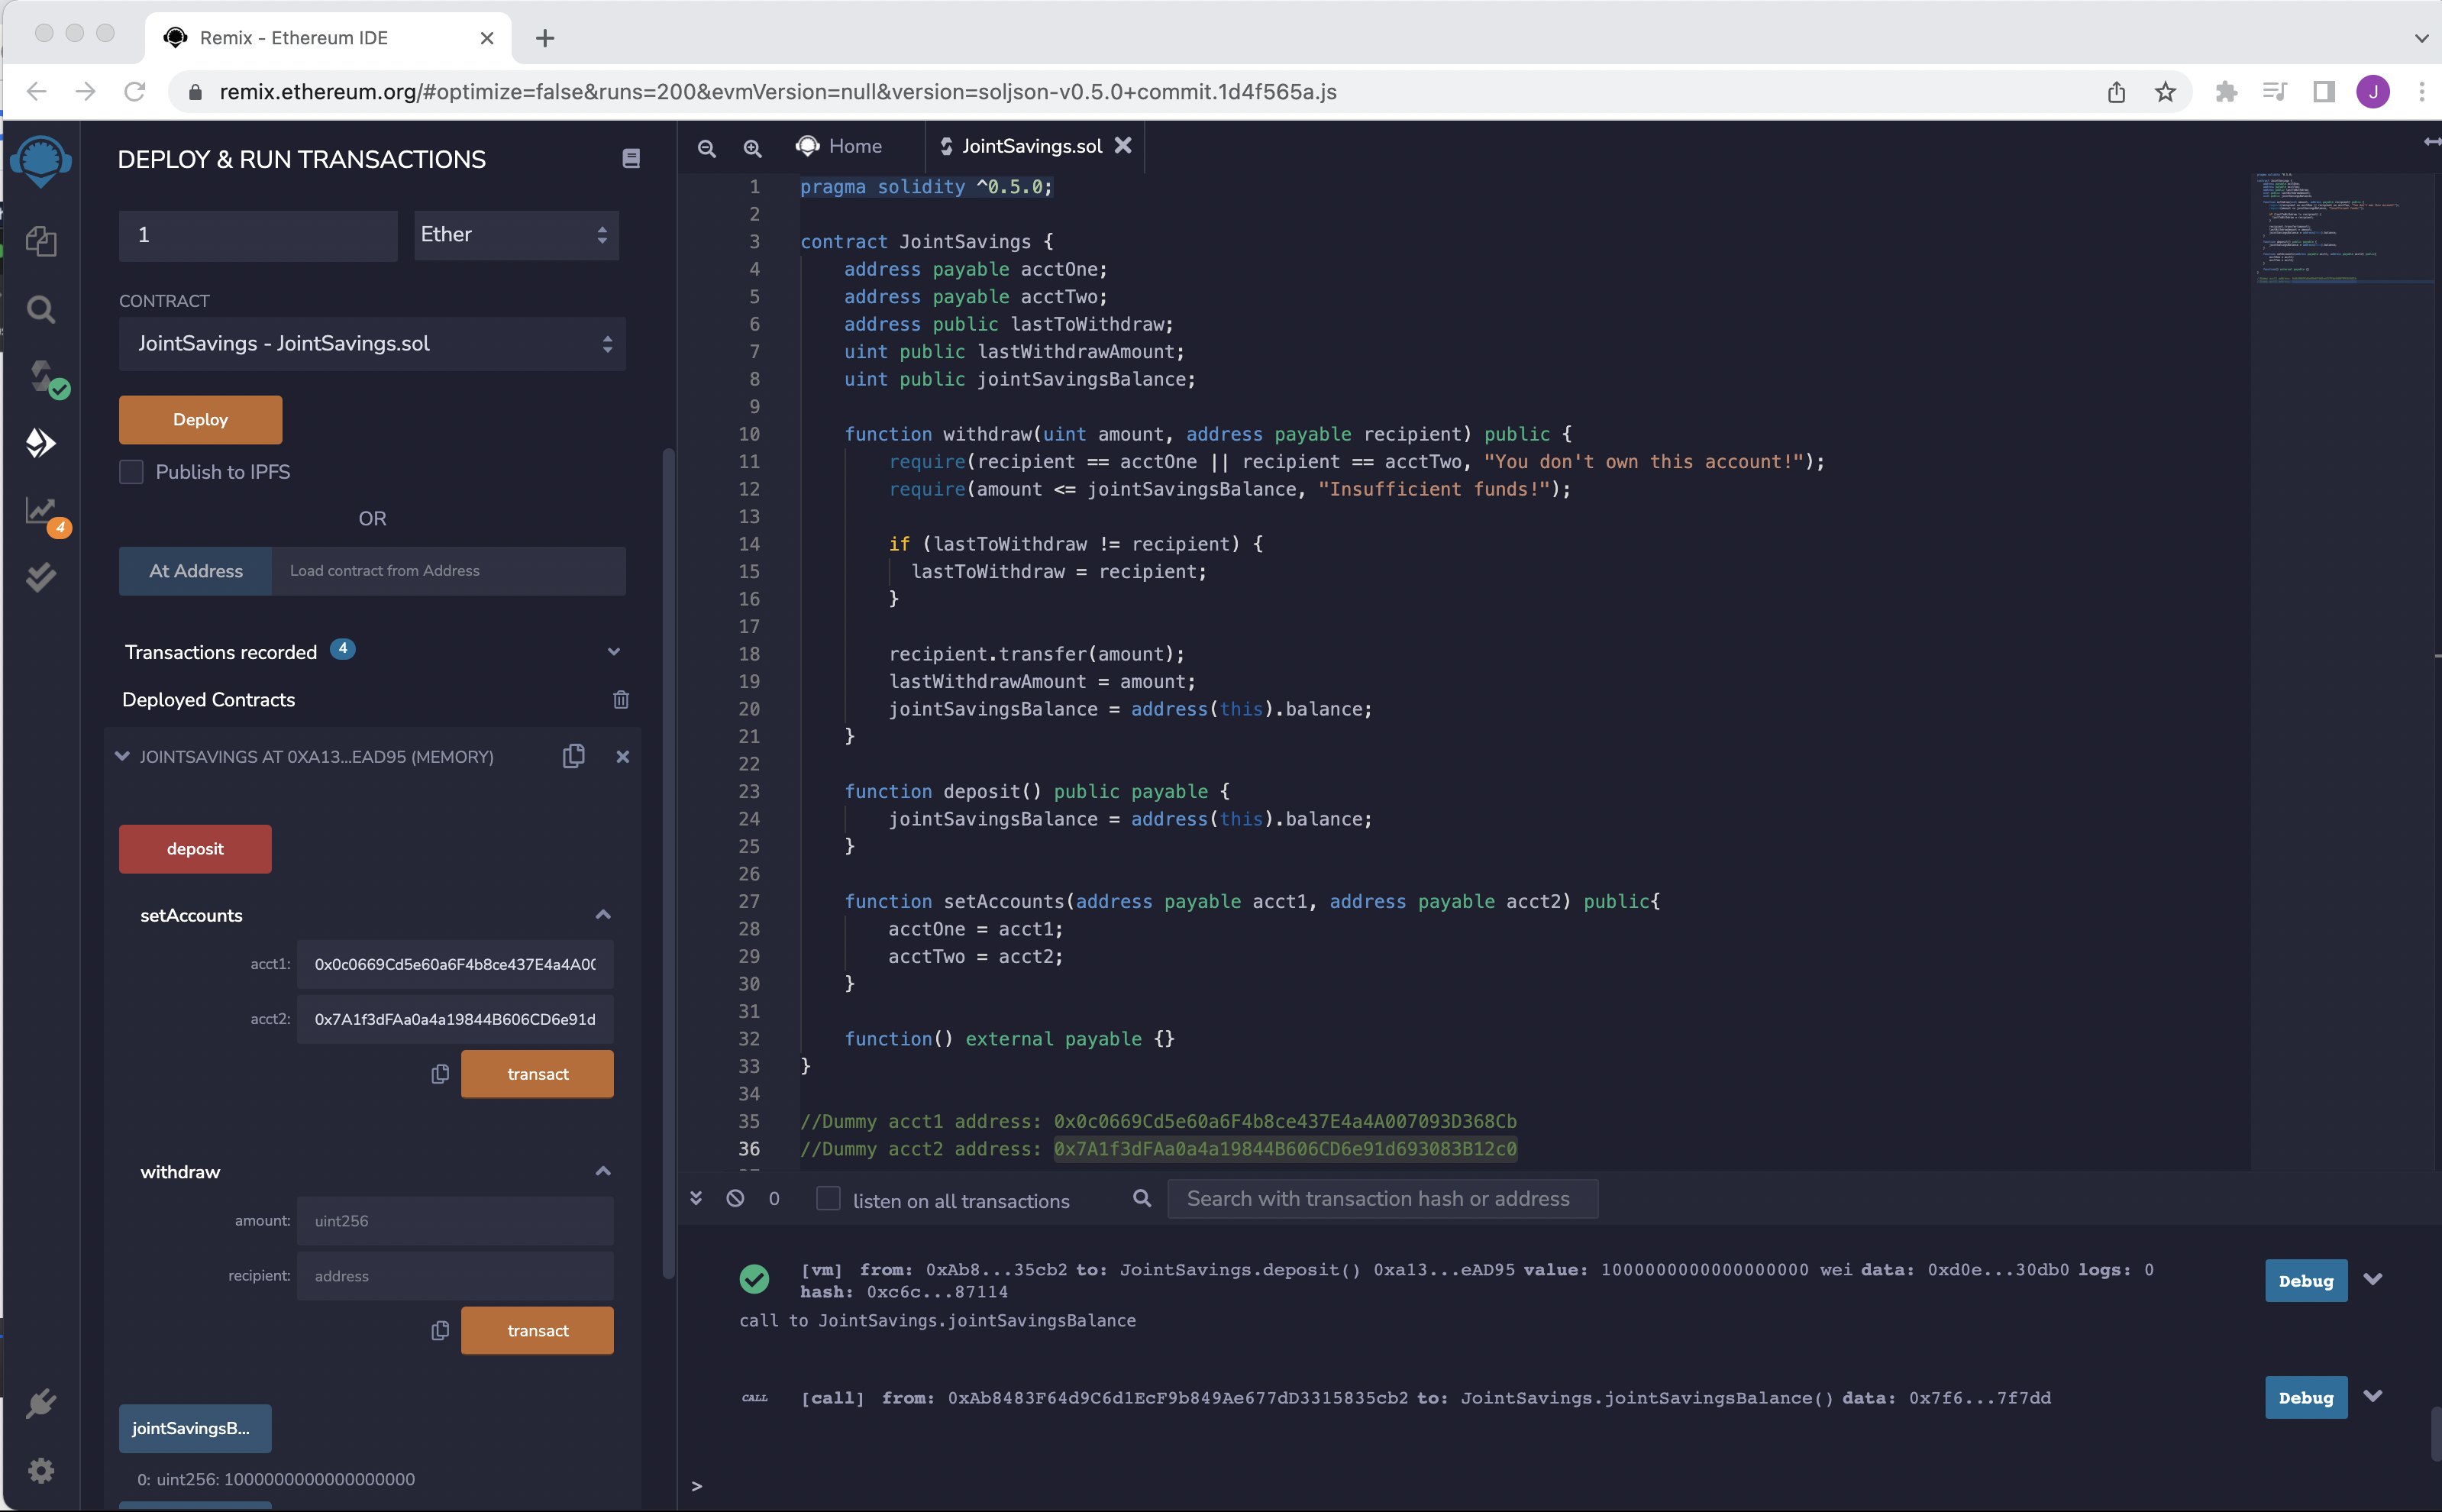 Remix - Ethereum IDE
remix.ethereum.org/#optimize=false&runs=200&evmVersion=null&version=soljson-v0.5.0+commit.1d4f565a.js
J
DEPLOY & RUN TRANSACTIONS
1
Ether
CONTRACT
JointSavings - JointSavings.sol
Deploy
Publish to IPFS
OR
4
At Address
Load contract from Address
Transactions recorded 4
Deployed Contracts
JOINTSAVINGS AT 0XA13...EAD95 (MEMORY)
deposit
setAccounts
acct1: 0x0c0669Cd5e60a6F4b8ce437E4a4A0(
acct2: 0x7A1f3dFAa0a4a19844B606CD6e91d
transact
withdraw
amount: uint256
recipient: address
transact
jointSavingsB...
0: uint256: 1000000000000000000
Home
JointSavings.sol
1 pragma solidity ^0.5.0;
2
3 contract JointSavings {
4 address payable acctOne;
5 address payable acctTwo;
6 address public lastToWithdraw;
7 uint public lastWithdrawAmount;
8 uint public jointSavingsBalance;
9
10 function withdraw(uint amount, address payable recipient) public {
11 require(recipient == acctOne || recipient == acctTwo, "You don't own this account!");
12 require(amount <= jointSavingsBalance, "Insufficient funds!");
13
14 if (lastToWithdraw != recipient) {
15 lastToWithdraw = recipient;
16 }
17
18 recipient.transfer(amount);
19 lastWithdrawAmount = amount;
20 jointSavingsBalance = address(this).balance;
21 }
22
23 function deposit() public payable {
24 jointSavingsBalance = address(this).balance;
25 }
26
27 function setAccounts(address payable acct1, address payable acct2) public{
28 acctOne = acct1;
29 acctTwo = acct2;
30 }
31
32 function() external payable {}
33 }
34
35 //Dummy acct1 address: 0x0c0669Cd5e60a6F4b8ce437E4a4A007093D368Cb
36 //Dummy acct2 address: 0x7A1f3dFAa0a4a19844B606CD6e91d693083B12c0
0
listen on all transactions
Search with transaction hash or address
[vm] from: 0xAb8...35cb2 to: JointSavings.deposit() 0xa13...eAD95 value: 1000000000000000000 wei data: 0xd0e...30db0 logs: 0
hash: 0xc6c...87114
Debug
call to JointSavings.jointSavingsBalance
CALL [call] from: 0xAb8483F64d9C6d1EcF9b849Ae677dD3315835cb2 to: JointSavings.jointSavingsBalance() data: 0x7f6...7f7dd
Debug
>